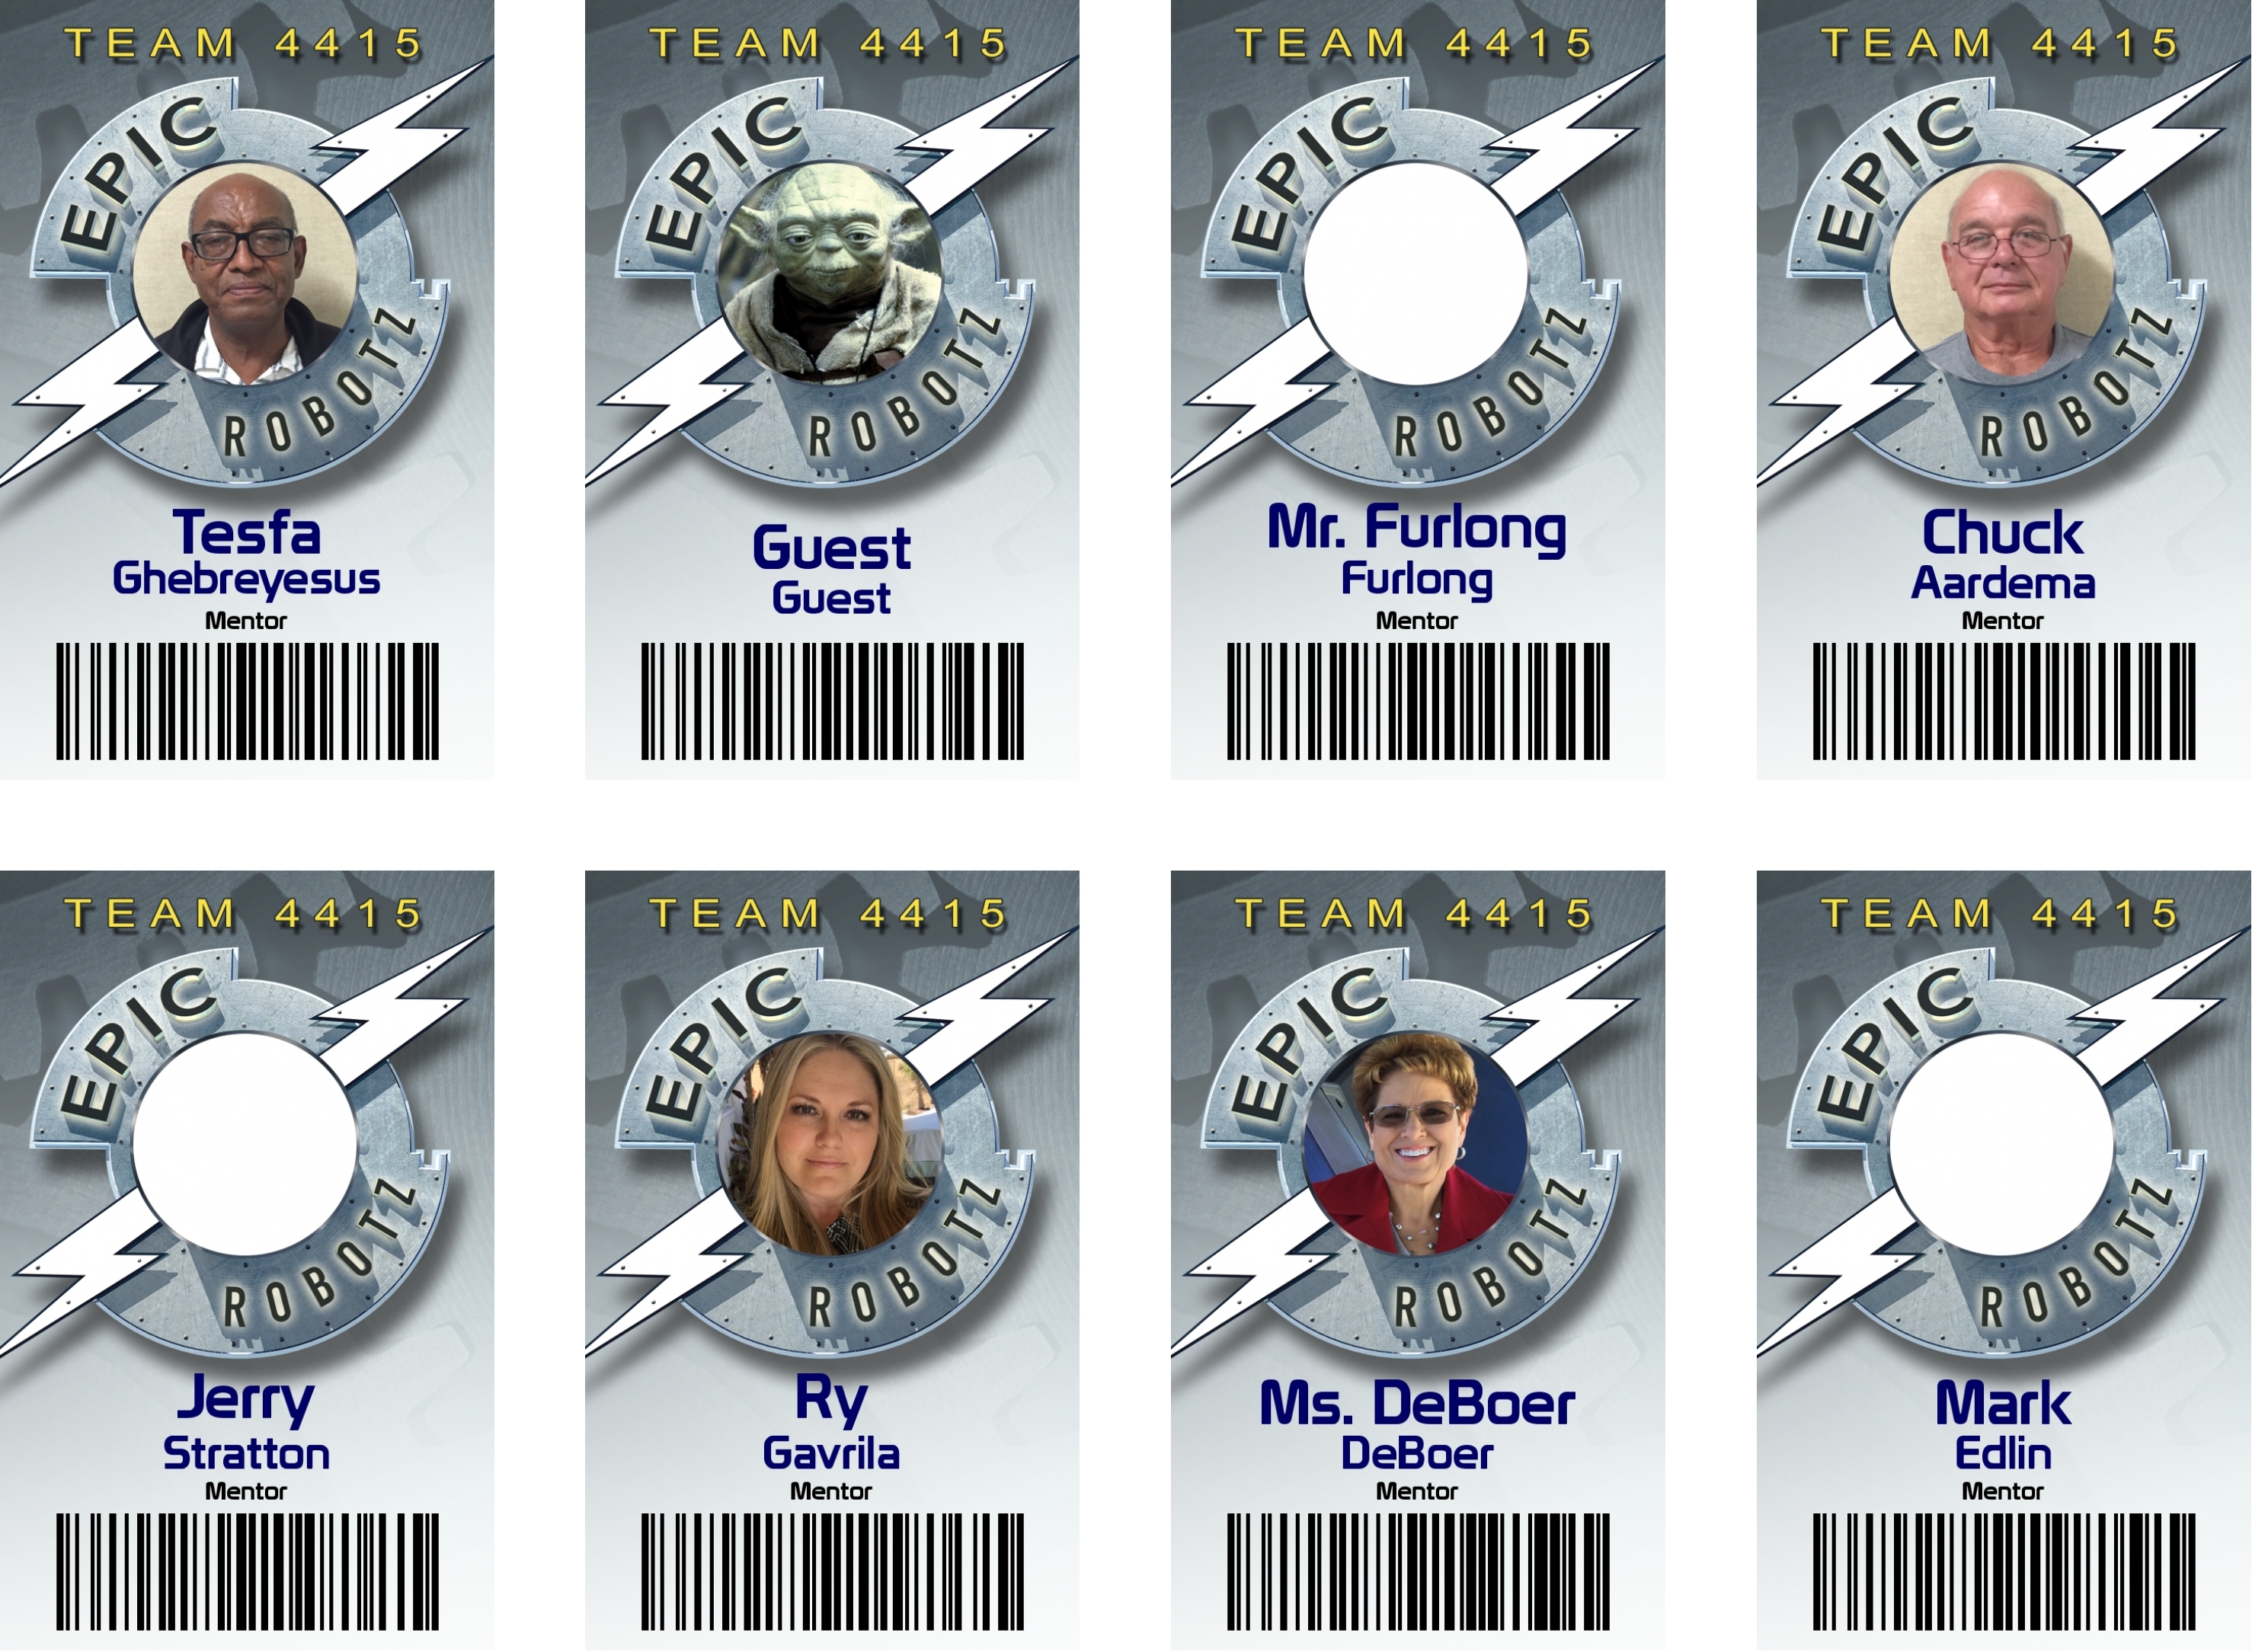 TEAM 4415
EPIC
ROBOTZ
Tesfa
Ghebreyesus
Mentor
TEAM 4415
EPIC
ROBOTZ
Guest
Guest
TEAM 4415
EPIC
ROBOTZ
Mr. Furlong
Furlong
Mentor
TEAM 4415
EPIC
ROBOTZ
Chuck
Aardema
Mentor
TEAM 4415
EPIC
ROBOTZ
Jerry
Stratton
Mentor
TEAM 4415
EPIC
ROBOTZ
Ry
Gavrila
Mentor
TEAM 4415
EPIC
ROBOTZ
Ms. DeBoer
DeBoer
Mentor
TEAM 4415
EPIC
ROBOTZ
Mark
Edlin
Mentor